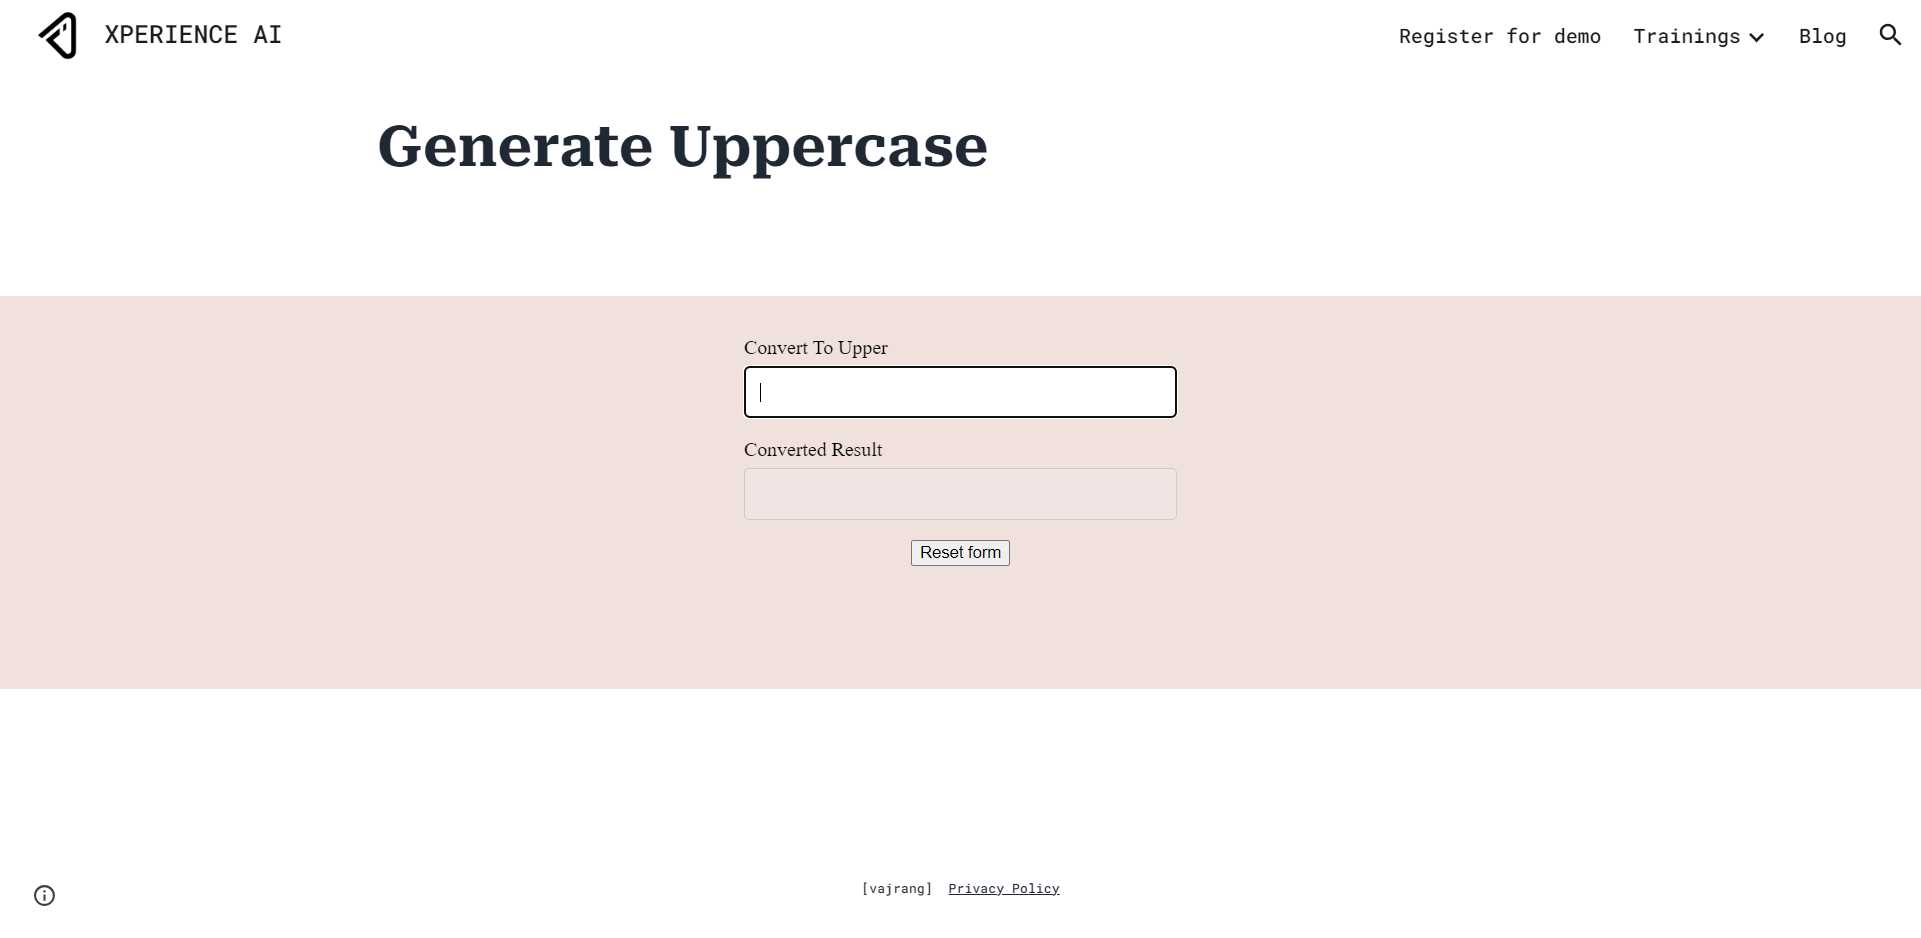 XPERIENCE AI
Register for demo Trainings Blog
Generate Uppercase
Convert To Upper
Converted Result
Reset form
[vajrang] Privacy Policy